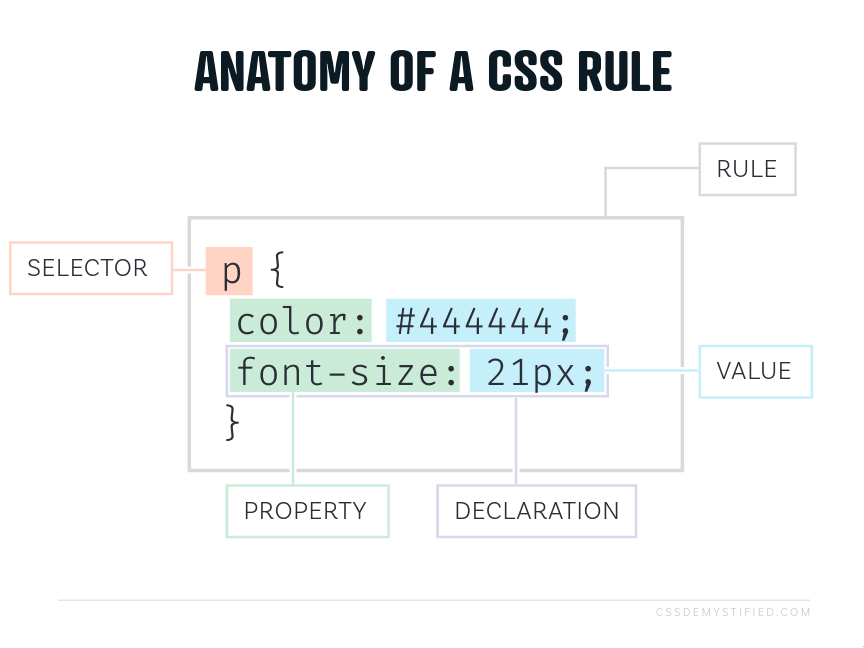 ANATOMY OF A CSS RULE
RULE
SELECTOR
p {
color: #444444;
font-size: 21px;
VALUE
}
PROPERTY
DECLARATION
CSSDEMYSTIFIED.COM